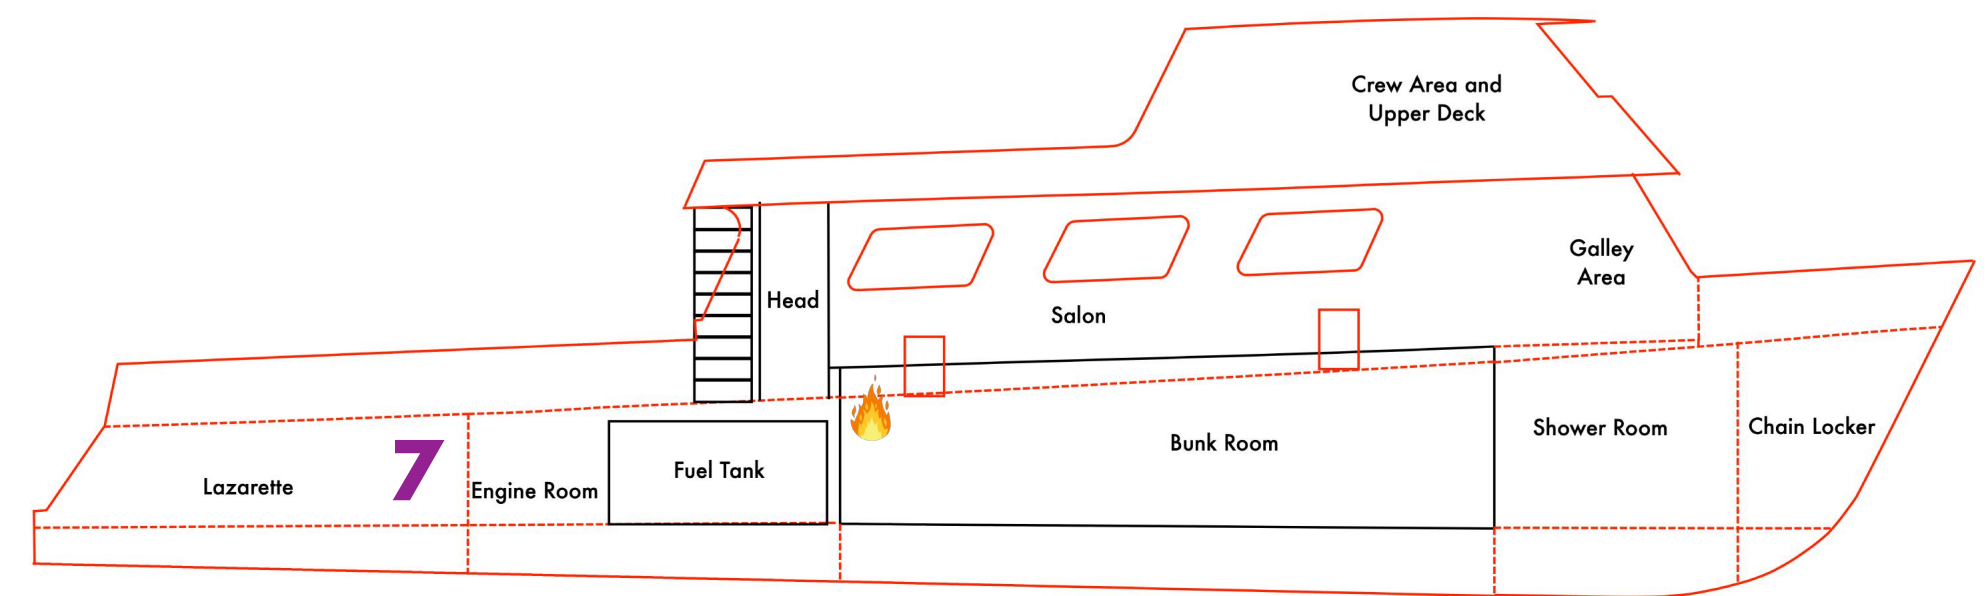 Crew Area and
Upper Deck
Galley
Area
Head
Salon
Shower Room
Chain Locker
Bunk Room
Fuel Tank
7
Lazarette
Engine Room